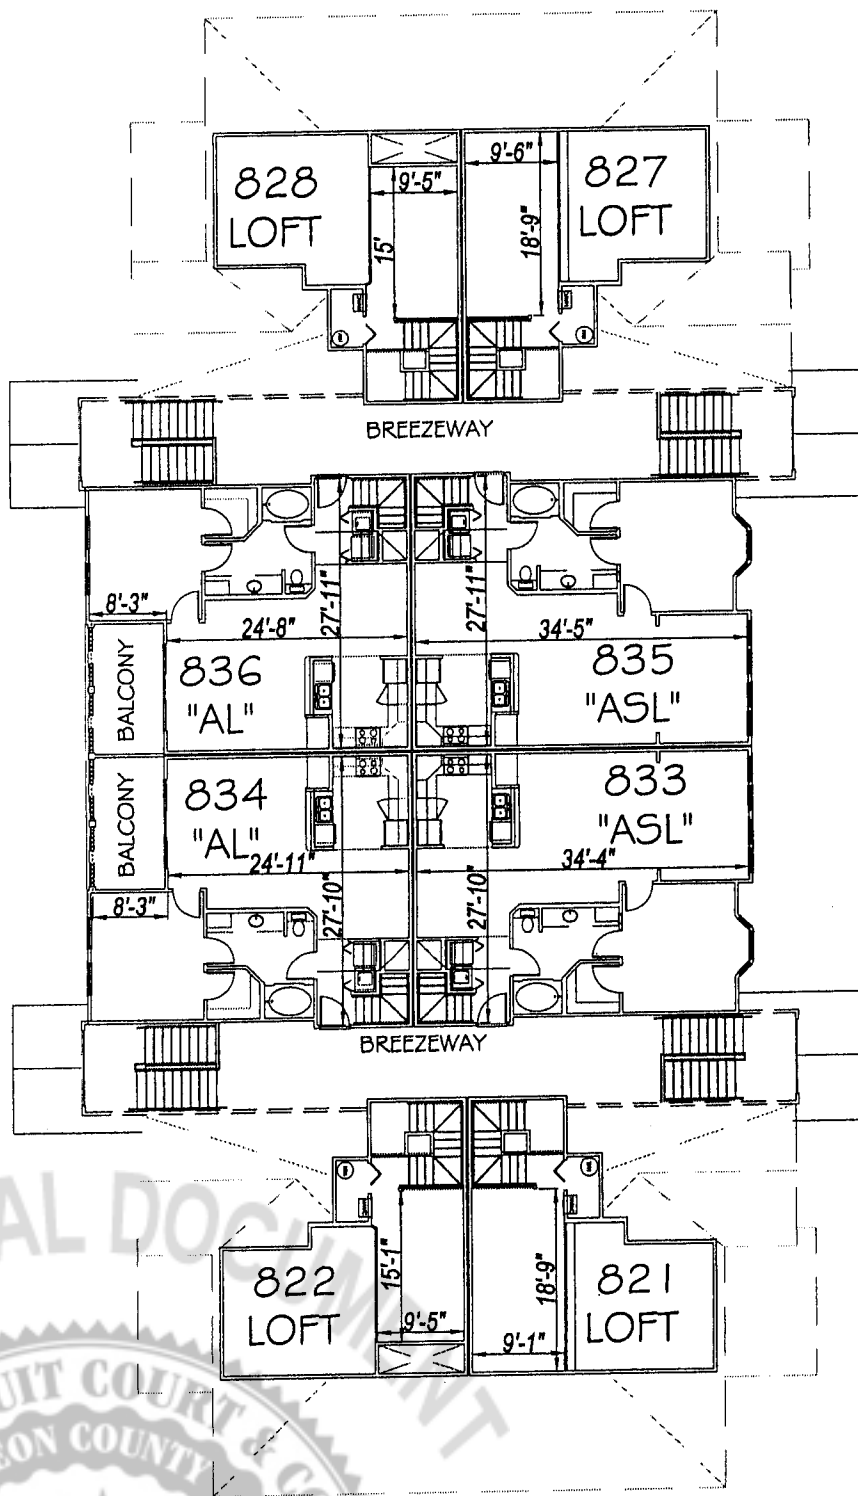 828
LOFT
9'-5"
15'
9'-6"
18'-9"
827
LOFT
BREEZEWAY
8'-3"
BALCONY
24'-8"
27'-11"
836
"AL"
27'-11"
34'-5"
835
"ASL"
BALCONY
834
"AL"
24'-11"
27'-10"
8'-3"
833
"ASL"
34'-4"
27'-10"
BREEZEWAY
822
LOFT
15'-1"
9'-5"
18'-9"
9'-1"
821
LOFT
AL DOCUMENT
UIT COURT & CO
EON COUNTY